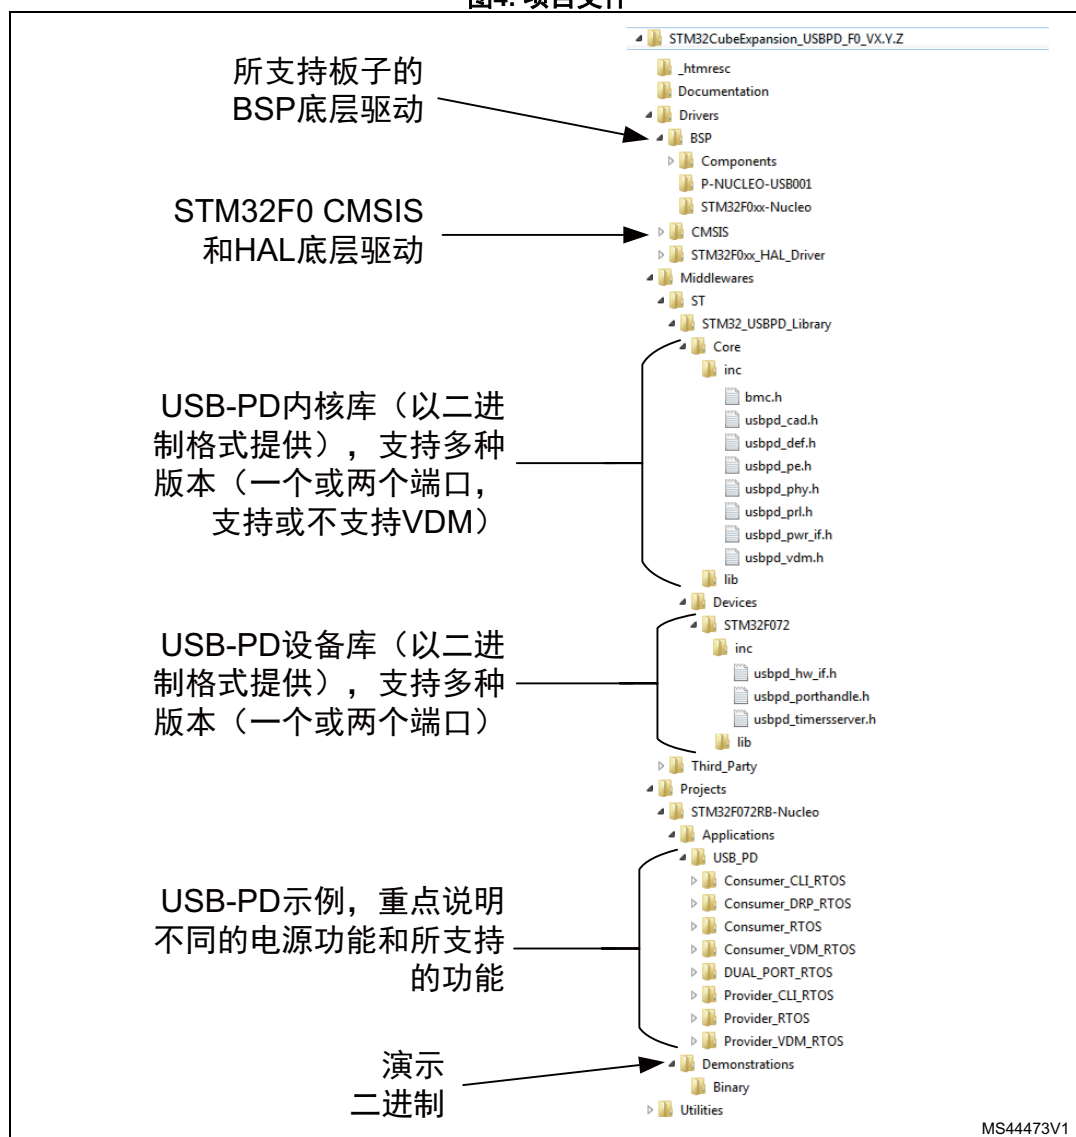 图4. 项目文件
所支持板子的
BSP底层驱动
STM32F0 CMSIS
和HAL底层驱动
USB-PD内核库（以二进
制格式提供），支持多种
版本（一个或两个端口，
支持或不支持VDM）
USB-PD设备库（以二进
制格式提供），支持多种
版本（一个或两个端口）
USB-PD示例，重点说明
不同的电源功能和所支持
的功能
演示
二进制
STM32CubeExpansion_USBPD_F0_VX.Y.Z
_htmresc
Documentation
Drivers
BSP
Components
P-NUCLEO-USB001
STM32F0xx-Nucleo
CMSIS
STM32F0xx_HAL_Driver
Middlewares
ST
STM32_USBPD_Library
Core
inc
bmc.h
usbpd_cad.h
usbpd_def.h
usbpd_pe.h
usbpd_phy.h
usbpd_prl.h
usbpd_pwr_if.h
usbpd_vdm.h
lib
Devices
STM32F072
inc
usbpd_hw_if.h
usbpd_porthandle.h
usbpd_timersserver.h
lib
Third_Party
Projects
STM32F072RB-Nucleo
Applications
USB_PD
Consumer_CLI_RTOS
Consumer_DRP_RTOS
Consumer_RTOS
Consumer_VDM_RTOS
DUAL_PORT_RTOS
Provider_CLI_RTOS
Provider_RTOS
Provider_VDM_RTOS
Demonstrations
Binary
Utilities
MS44473V1